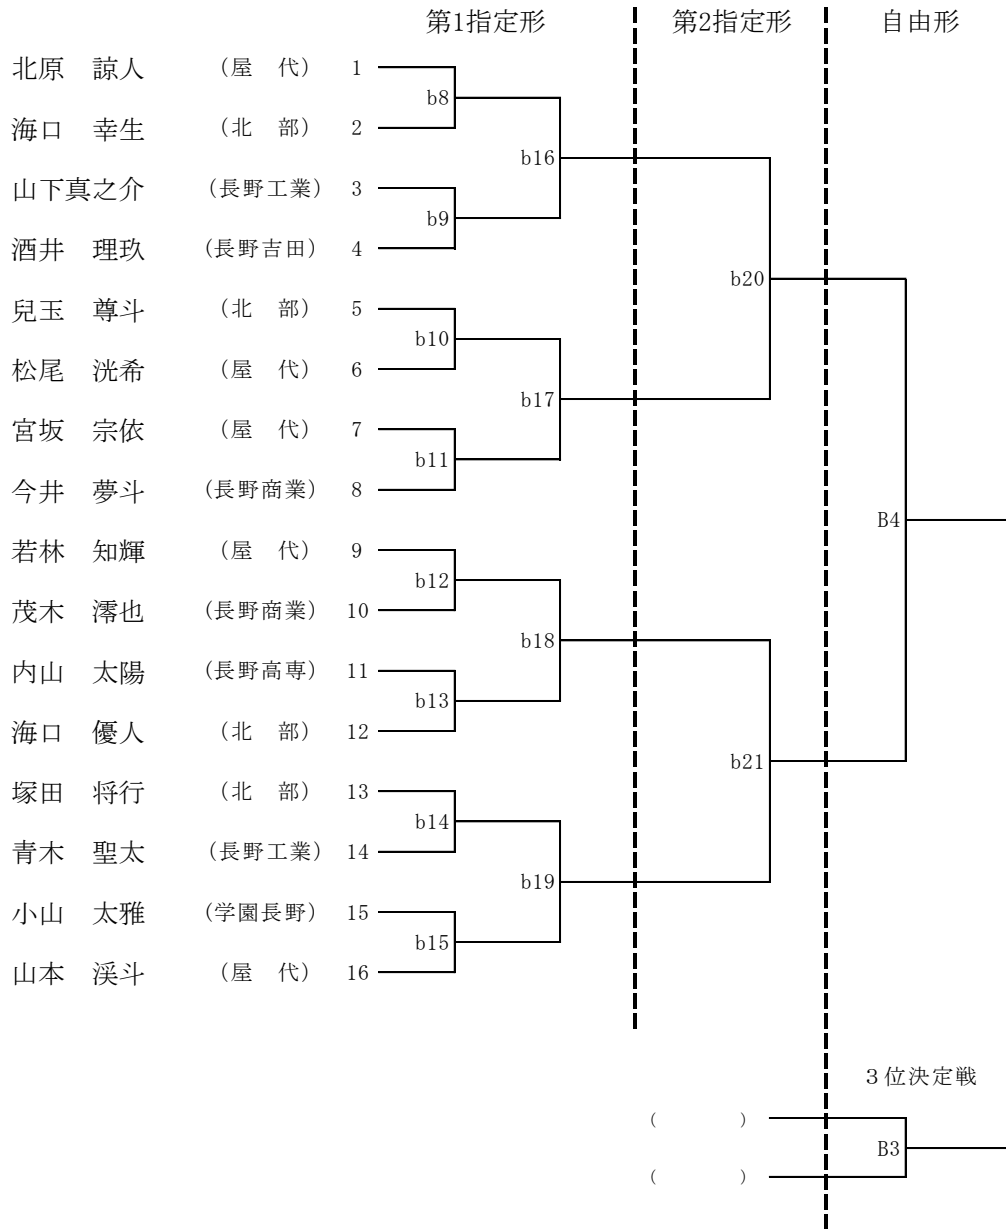 第1指定形 第2指定形 自由形
北原 諒人 (屋 代) 1
b8
海口 幸生 (北 部) 2
b16
山下真之介 (長野工業) 3
b9
酒井 理玖 (長野吉田) 4
b20
兒玉 尊斗 (北 部) 5
b10
松尾 洸希 (屋 代) 6
b17
宮坂 宗依 (屋 代) 7
b11
今井 夢斗 (長野商業) 8
B4
若林 知輝 (屋 代) 9
b12
茂木 澪也 (長野商業) 10
b18
内山 太陽 (長野高専) 11
b13
海口 優人 (北 部) 12
b21
塚田 将行 (北 部) 13
b14
青木 聖太 (長野工業) 14
b19
小山 太雅 (学園長野) 15
b15
山本 渓斗 (屋 代) 16
３位決定戦
( )
B3
( )